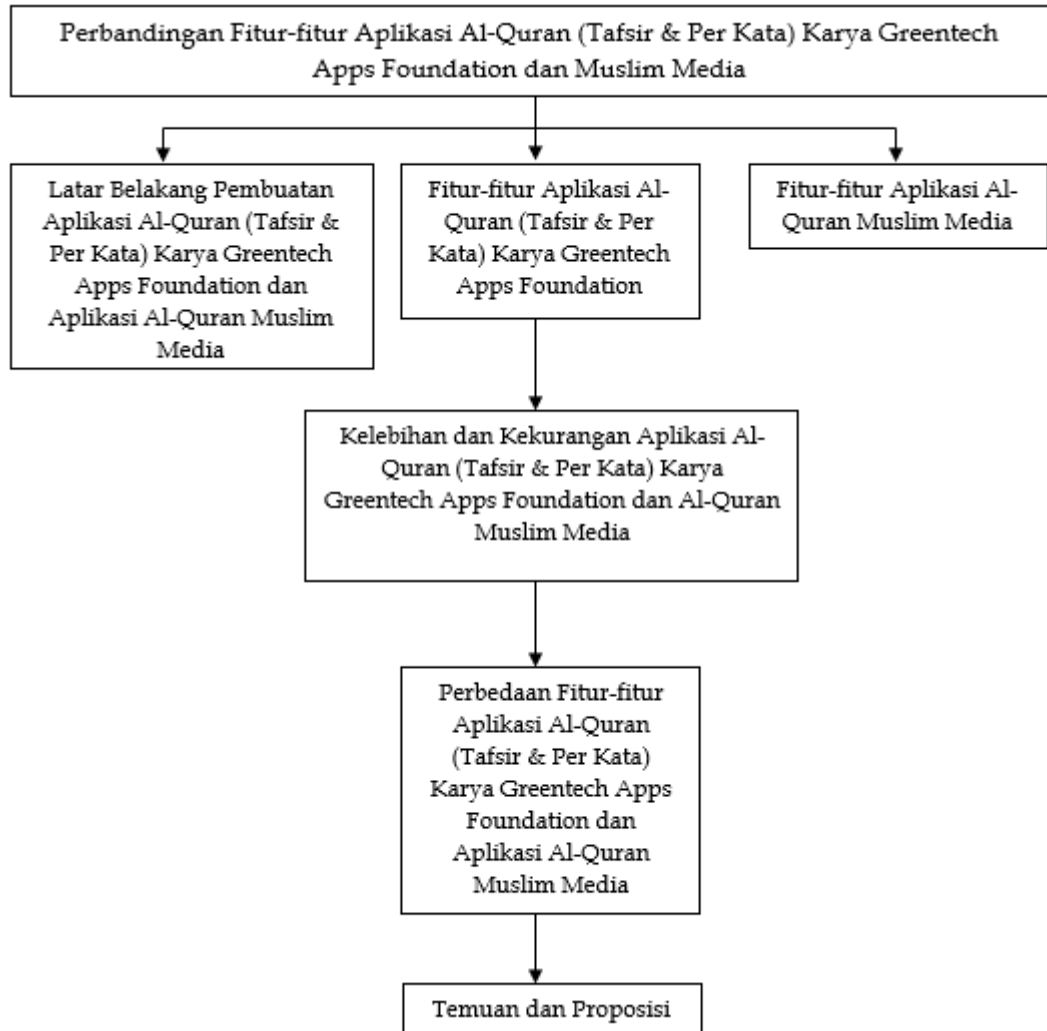 Perbandingan Fitur-fitur Aplikasi Al-Quran (Tafsir & Per Kata) Karya Greentech
Apps Foundation dan Muslim Media
Latar Belakang Pembuatan
Aplikasi Al-Quran (Tafsir &
Per Kata) Karya Greentech
Apps Foundation dan
Aplikasi Al-Quran Muslim
Media
Fitur-fitur Aplikasi Al-
Quran (Tafsir & Per
Kata) Karya Greentech
Apps Foundation
Fitur-fitur Aplikasi Al-
Quran Muslim Media
Kelebihan dan Kekurangan Aplikasi Al-
Quran (Tafsir & Per Kata) Karya
Greentech Apps Foundation dan Al-Quran
Muslim Media
Perbedaan Fitur-fitur
Aplikasi Al-Quran
(Tafsir & Per Kata)
Karya Greentech Apps
Foundation dan
Aplikasi Al-Quran
Muslim Media
Temuan dan Proposisi